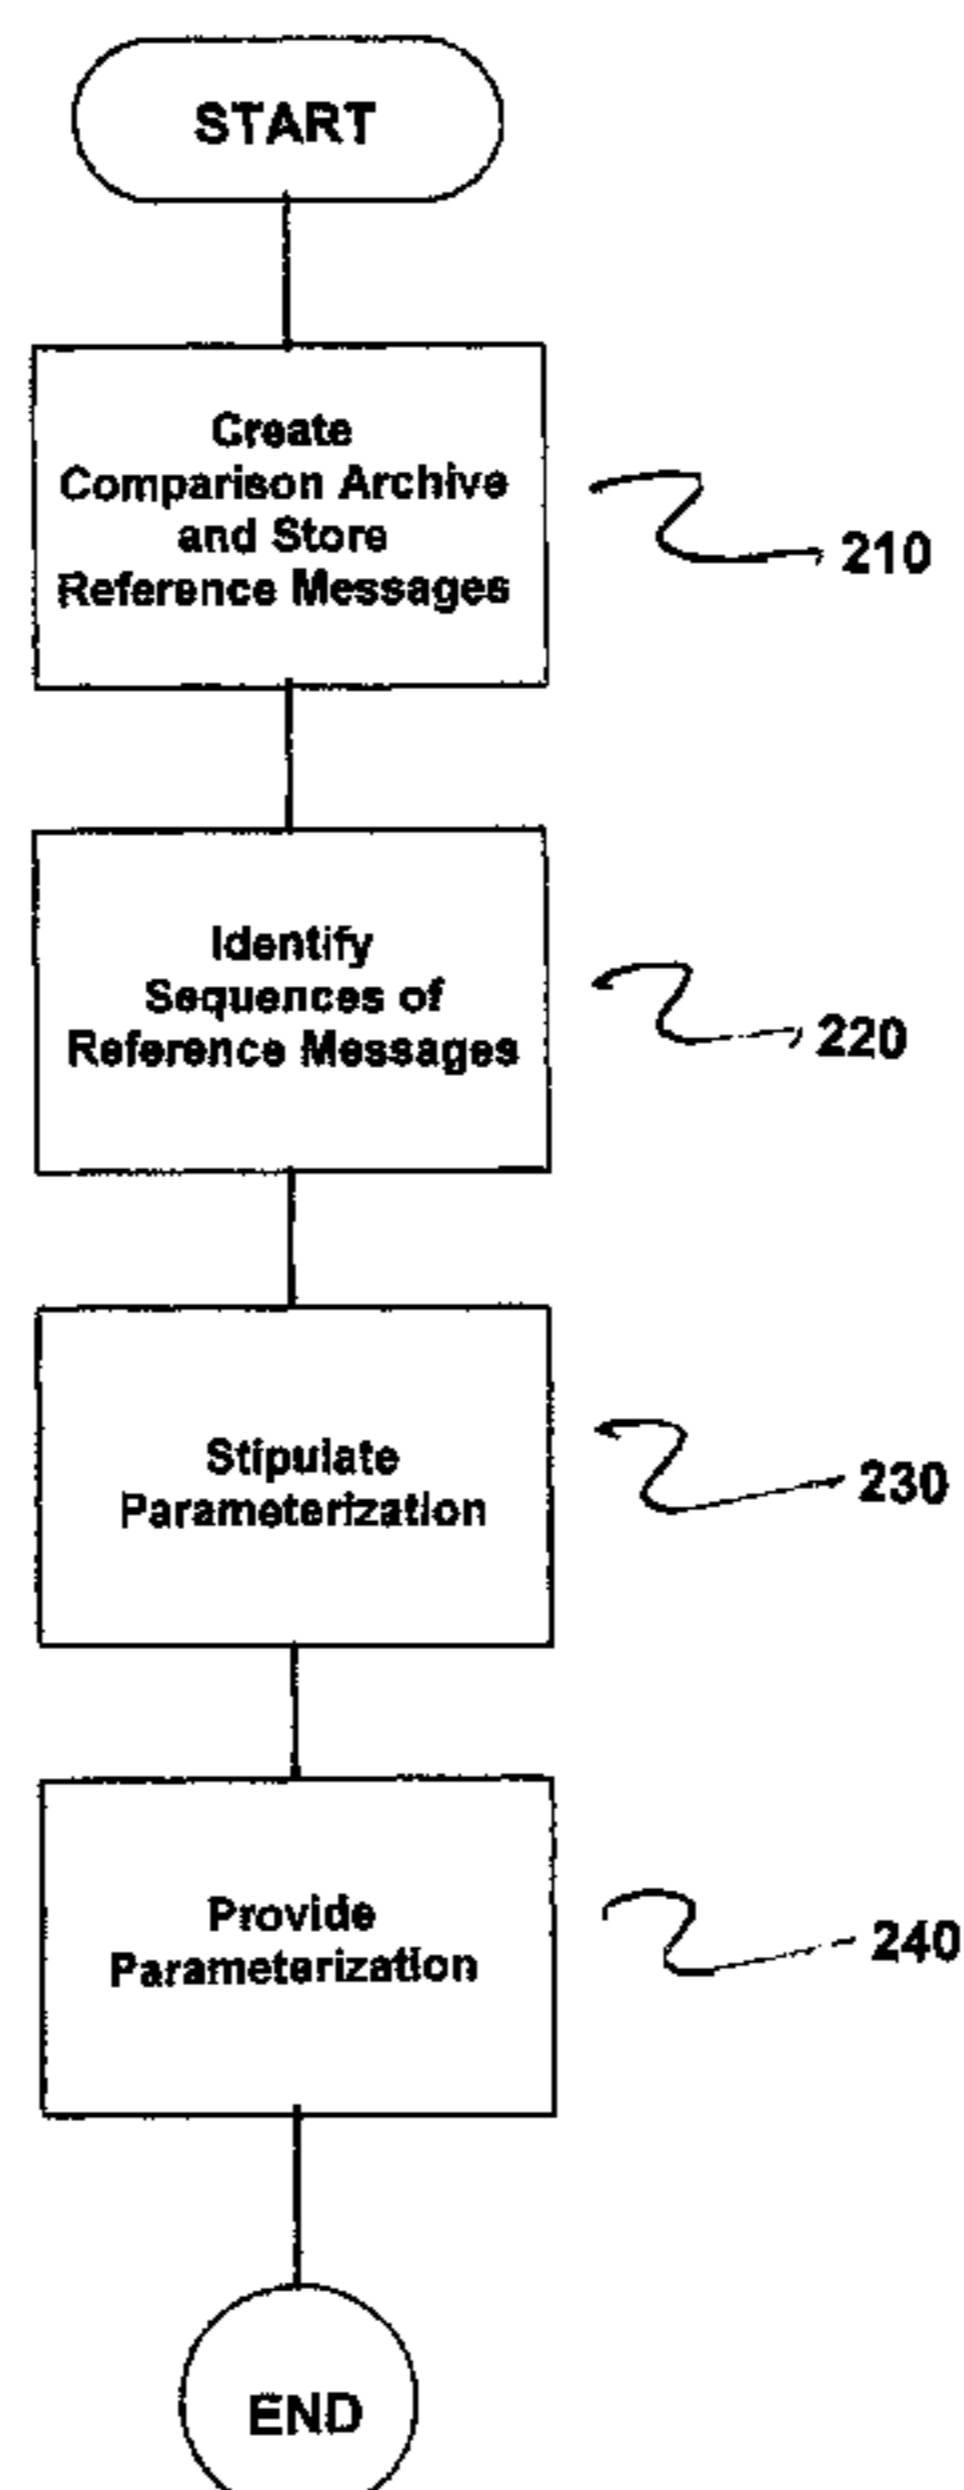 START
Create
Comparison Archive
and Store
Reference Messages
210
Identify
Sequences of
Reference Messages
220
Stipulate
Parameterization
230
Provide
Parameterization
240
END